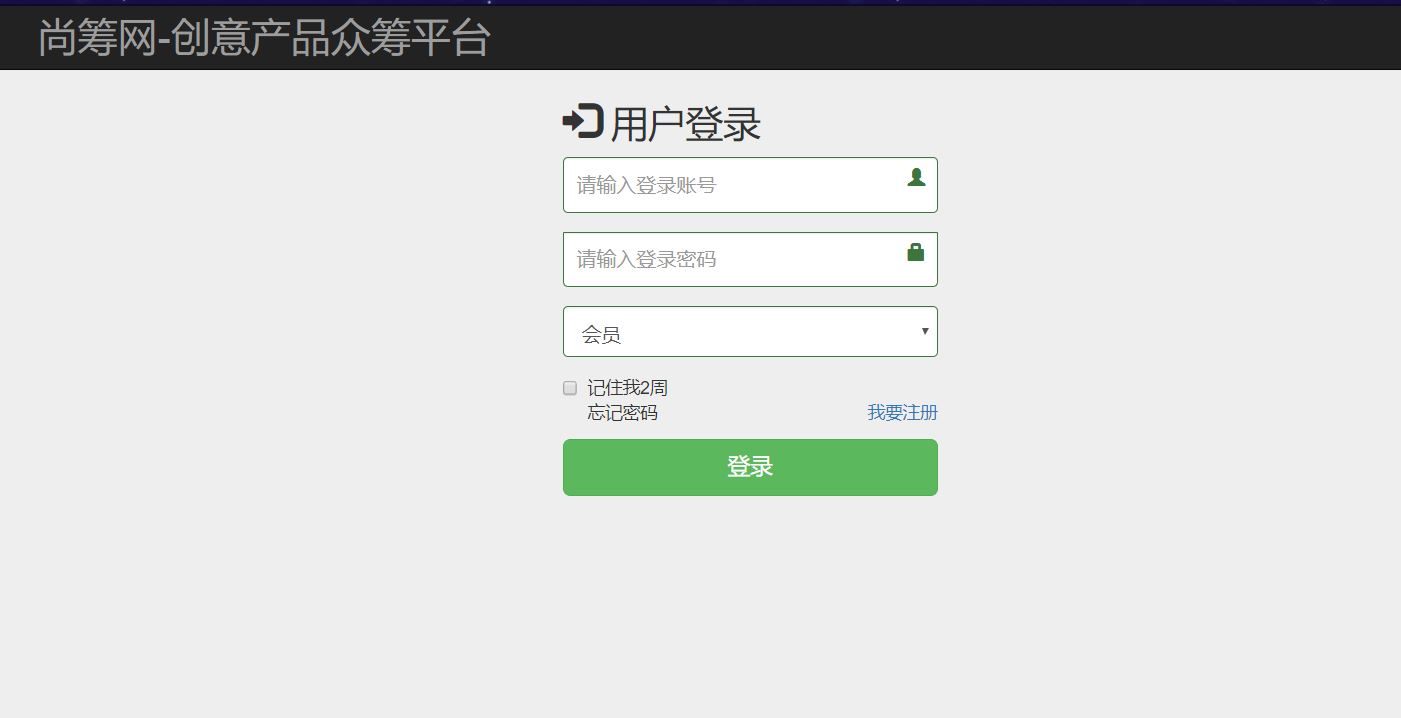 尚筹网-创意产品众筹平台
用户登录
请输入登录账号
请输入登录密码
会员
记住我2周
忘记密码 我要注册
登录